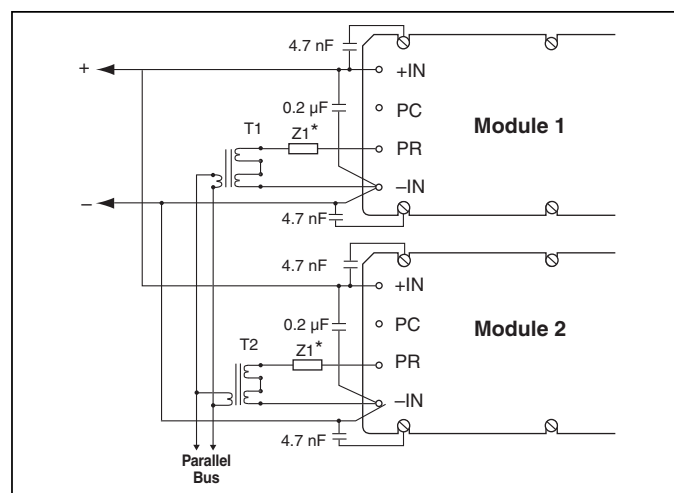 4.7 nF
+
+IN
0.2 µF
PC
Module 1
T1
Z1*
PR
–IN
–
4.7 nF
4.7 nF
+IN
0.2 µF
PC
Module 2
T2
Z1*
PR
–IN
4.7 nF
Parallel
Bus